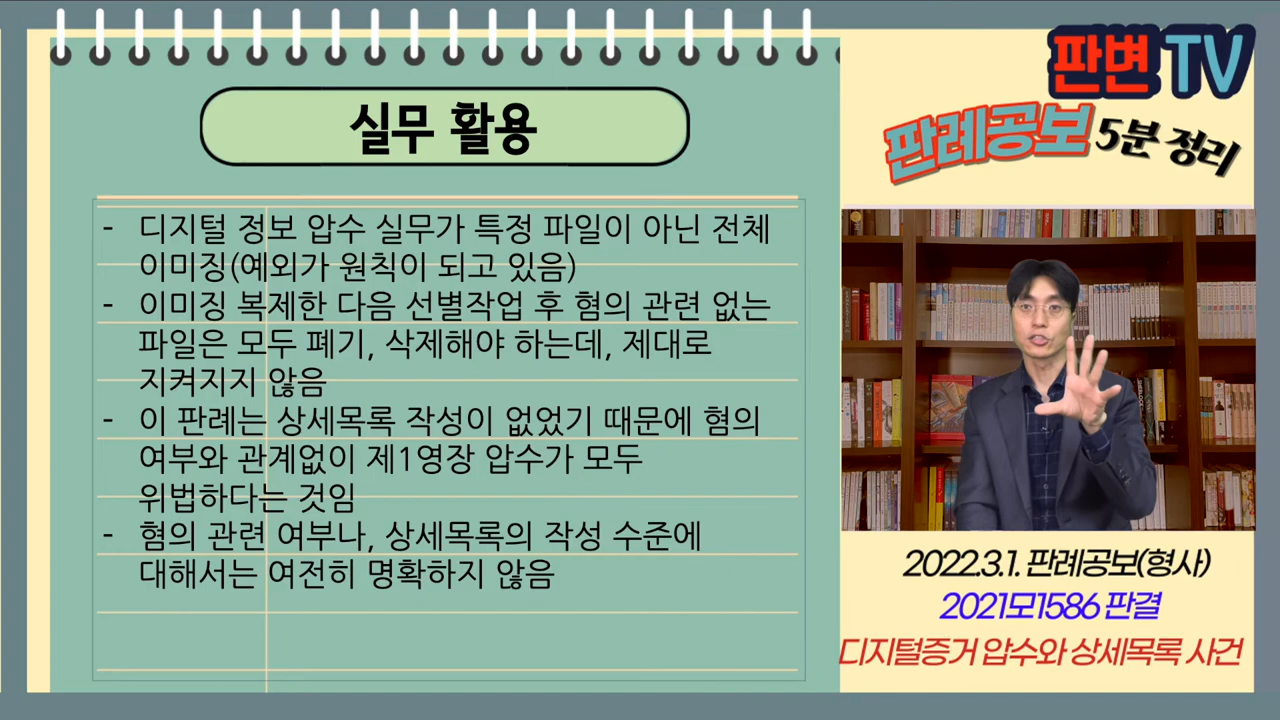 실무 활용
- 디지털 정보 압수 실무가 특정 파일이 아닌 전체
이미징(예외가 원칙이 되고 있음)
- 이미징 복제한 다음 선별작업 후 혐의 관련 없는
파일은 모두 폐기, 삭제해야 하는데, 제대로
지켜지지 않음
- 이 판례는 상세목록 작성이 없었기 때문에 혐의
여부와 관계없이 제1영장 압수가 모두
위법하다는 것임
- 혐의 관련 여부나, 상세목록의 작성 수준에
대해서는 여전히 명확하지 않음
판변 TV
판례공보 5분 정리
2022.3.1. 판례공보(형사)
2021모1586 판결
디지털증거 압수와 상세목록 사건